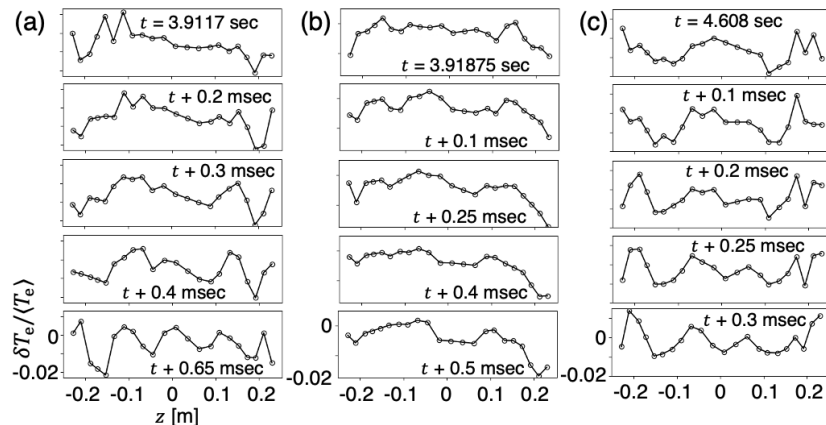 (a)
t = 3.9117 sec
t + 0.2 msec
t + 0.3 msec
t + 0.4 msec
t + 0.65 msec
δTe/⟨Te⟩
0
-0.02
-0.2 -0.1 0 0.1 0.2
z [m]
(b)
t = 3.91875 sec
t + 0.1 msec
t + 0.25 msec
t + 0.4 msec
t + 0.5 msec
0
-0.02
-0.2 -0.1 0 0.1 0.2
z [m]
(c)
t = 4.608 sec
t + 0.1 msec
t + 0.2 msec
t + 0.25 msec
t + 0.3 msec
0
-0.02
-0.2 -0.1 0 0.1 0.2
z [m]